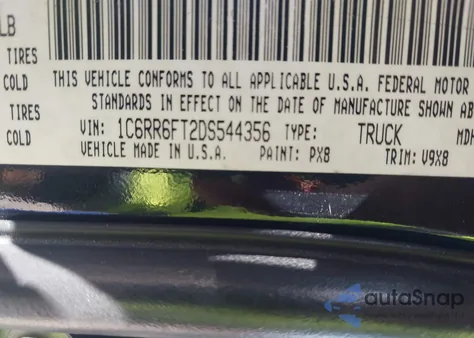 LB
TIRES
COLD
TIRES
COLD
THIS VEHICLE CONFORMS TO ALL APPLICABLE U.S.A. FEDERAL MOTOR
STANDARDS IN EFFECT ON THE DATE OF MANUFACTURE SHOWN AB
VIN: 1C6RR6FT2DS544356 TYPE: TRUCK MDH
VEHICLE MADE IN U.S.A. PAINT: PX8 TRIM: V9X8
autoSnap